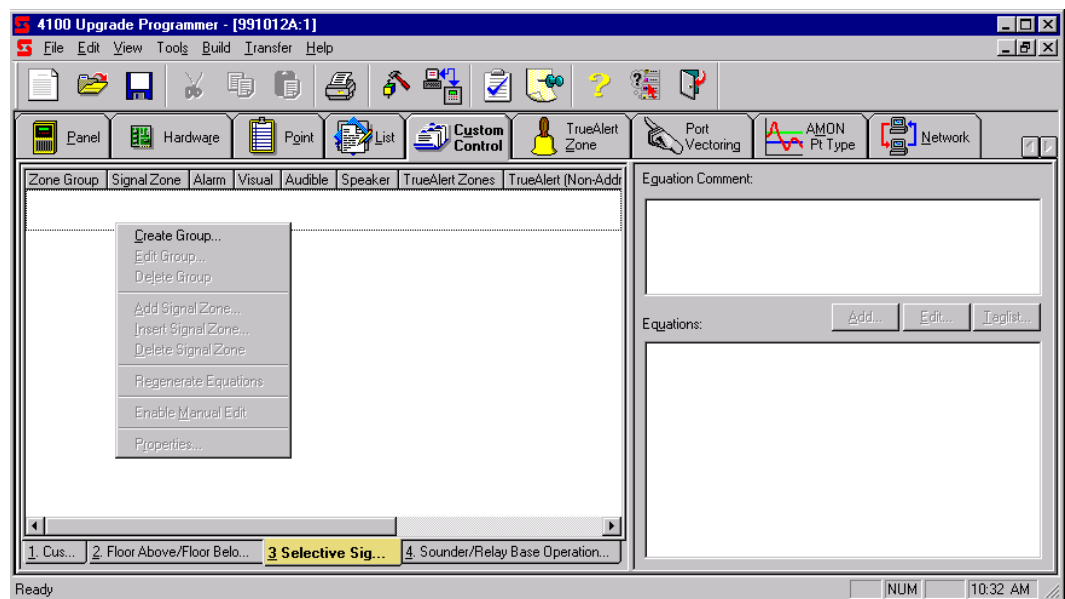 4100 Upgrade Programmer - [991012A:1]
File Edit View Tools Build Transfer Help
Panel Hardware Point List Custom Control TrueAlert Zone Port Vectoring AMON Pt Type Network
Zone Group Signal Zone Alarm Visual Audible Speaker TrueAlert Zones TrueAlert (Non-Addr
Create Group...
Edit Group...
Delete Group
Add Signal Zone...
Insert Signal Zone...
Delete Signal Zone
Regenerate Equations
Enable Manual Edit
Properties...
Equation Comment:
Equations:
Add... Edit... Taglist...
1. Cus... 2. Floor Above/Floor Belo... 3 Selective Sig... 4. Sounder/Relay Base Operation...
Ready NUM 10:32 AM